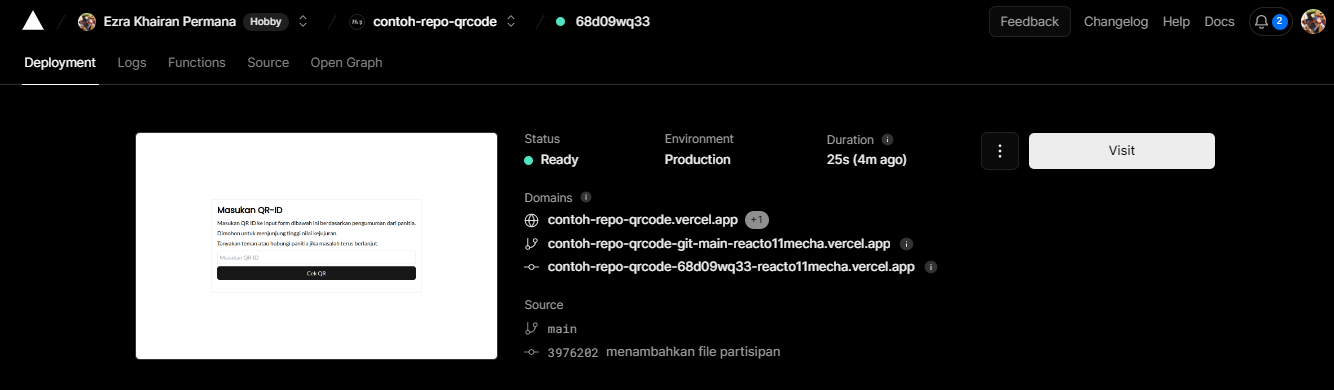 Ezra Khairan Permana Hobby contoh-repo-qrcode 68d09wq33 Feedback Changelog Help Docs 2
Deployment Logs Functions Source Open Graph
Masukan QR-ID
Masukan QR ID ke input form dibawah ini berdasarkan pengumuman dari panitia.
Dimohon untuk menjunjung tinggi nilai kejujuran.
Tanyakan teman atau hubungi panitia jika masalah terus berlanjut.
Masukan QR ID
Cek QR
Status Environment Duration
Ready Production 25s (4m ago) Visit
Domains
contoh-repo-qrcode.vercel.app +1
contoh-repo-qrcode-git-main-reacto11mecha.vercel.app
contoh-repo-qrcode-68d09wq33-reacto11mecha.vercel.app
Source
main
3976202 menambahkan file partisipan